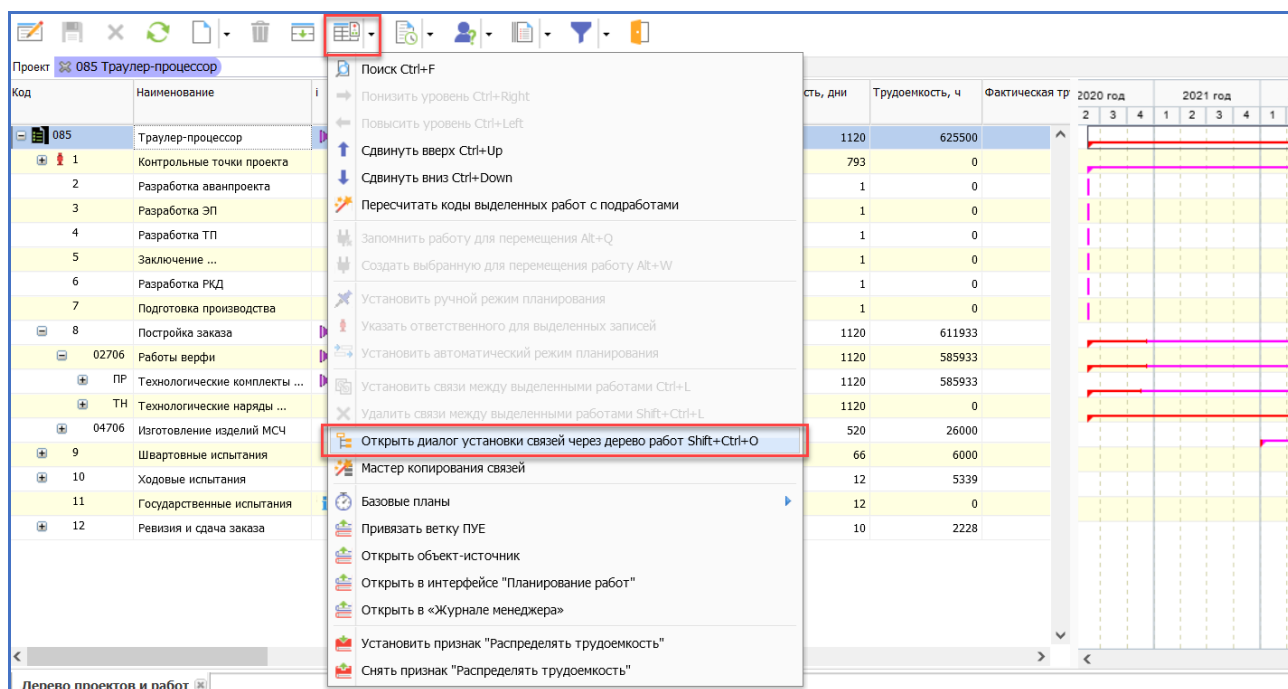 Проект 085 Траулер-процессор
Код Наименование i сть, дни Трудоемкость, ч Фактическая тр 2020 год 2021 год
2 3 4 1 2 3 4 1
085 Траулер-процессор 1120 625500
1 Контрольные точки проекта 793 0
2 Разработка аванпроекта 1 0
3 Разработка ЭП 1 0
4 Разработка ТП 1 0
5 Заключение ... 1 0
6 Разработка РКД 1 0
7 Подготовка производства 1 0
8 Постройка заказа 1120 611933
02706 Работы верфи 1120 585933
ПР Технологические комплекты ... 1120 585933
ТН Технологические наряды ... 1120 0
04706 Изготовление изделий МСЧ 520 26000
9 Швартовные испытания 66 6000
10 Ходовые испытания 12 5339
11 Государственные испытания 12 0
12 Ревизия и сдача заказа 10 2228
Поиск Ctrl+F
Понизить уровень Ctrl+Right
Повысить уровень Ctrl+Left
Сдвинуть вверх Ctrl+Up
Сдвинуть вниз Ctrl+Down
Пересчитать коды выделенных работ с подработами
Запомнить работу для перемещения Alt+Q
Создать выбранную для перемещения работу Alt+W
Установить ручной режим планирования
Указать ответственного для выделенных записей
Установить автоматический режим планирования
Установить связи между выделенными работами Ctrl+L
Удалить связи между выделенными работами Shift+Ctrl+L
Открыть диалог установки связей через дерево работ Shift+Ctrl+O
Мастер копирования связей
Базовые планы
Привязать ветку ПУЕ
Открыть объект-источник
Открыть в интерфейсе "Планирование работ"
Открыть в «Журнале менеджера»
Установить признак "Распределять трудоемкость"
Снять признак "Распределять трудоемкость"
Дерево проектов и работ